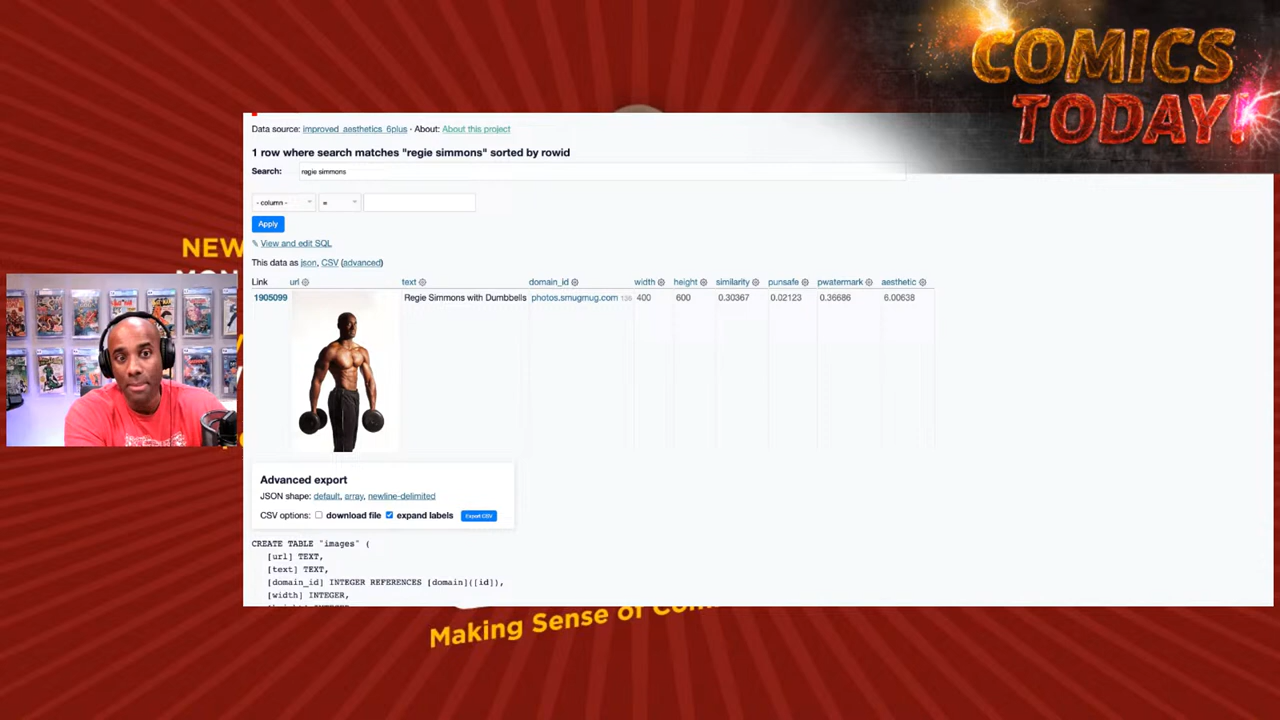 COMICS
TODAY!
Data source: improved_aesthetics_6plus · About: About this project
1 row where search matches "regie simmons" sorted by rowid
Search: regie simmons
- column - =
Apply
View and edit SQL
This data as json, CSV (advanced)
Link url text domain_id width height similarity punsafe pwatermark aesthetic
1905099 Regie Simmons with Dumbbells photos.smugmug.com 136 400 600 0.30367 0.02123 0.36686 6.00638
NEW
Advanced export
JSON shape: default, array, newline-delimited
CSV options: download file expand labels Export CSV
CREATE TABLE "images" (
[url] TEXT,
[text] TEXT,
[domain_id] INTEGER REFERENCES [domain]([id]),
[width] INTEGER,
Making Sense of